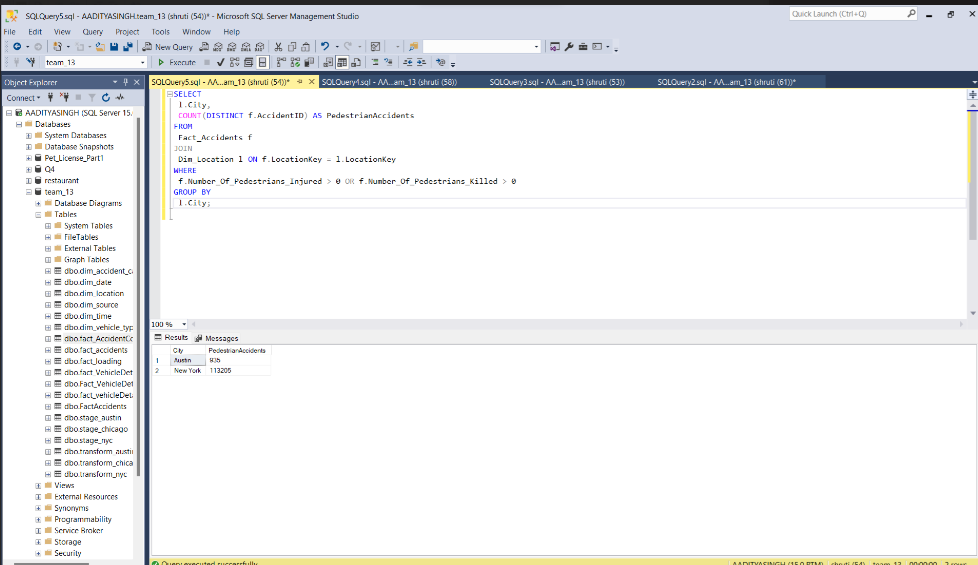 SQLQuery5.sql - AADITYASINGH.team_13 (shruti (54))* - Microsoft SQL Server Management Studio
Quick Launch (Ctrl+Q)
File Edit View Query Project Tools Window Help
New Query
team_13
Execute
Object Explorer
SQLQuery5.sql - AA...am_13 (shruti (54))*
SQLQuery4.sql - AA...am_13 (shruti (58))
SQLQuery3.sql - AA...am_13 (shruti (53))
SQLQuery2.sql - AA...am_13 (shruti (61))*
Connect
AADITYASINGH (SQL Server 15.
Databases
System Databases
Database Snapshots
Pet_License_Part1
Q4
restaurant
team_13
Database Diagrams
Tables
System Tables
FileTables
External Tables
Graph Tables
dbo.dim_accident_ca
dbo.dim_date
dbo.dim_location
dbo.dim_source
dbo.dim_time
dbo.dim_vehicle_typ
dbo.fact_AccidentCo
dbo.fact_accidents
dbo.fact_loading
dbo.fact_VehicleDet
dbo.Fact_VehicleDet
dbo.fact_vehicleDeta
dbo.FactAccidents
dbo.stage_austin
dbo.stage_chicago
dbo.stage_nyc
dbo.transform_austi
dbo.transform_chica
dbo.transform_nyc
Views
External Resources
Synonyms
Programmability
Service Broker
Storage
Security
SELECT
l.City,
COUNT(DISTINCT f.AccidentID) AS PedestrianAccidents
FROM
Fact_Accidents f
JOIN
Dim_Location l ON f.LocationKey = l.LocationKey
WHERE
f.Number_Of_Pedestrians_Injured > 0 OR f.Number_Of_Pedestrians_Killed > 0
GROUP BY
l.City;
100 %
Results Messages
City PedestrianAccidents
1 Austin 935
2 New York 113205
Query executed successfully.
AADITYASINGH (15.0 RTM) shruti (54) team_13 00:00:00 2 rows